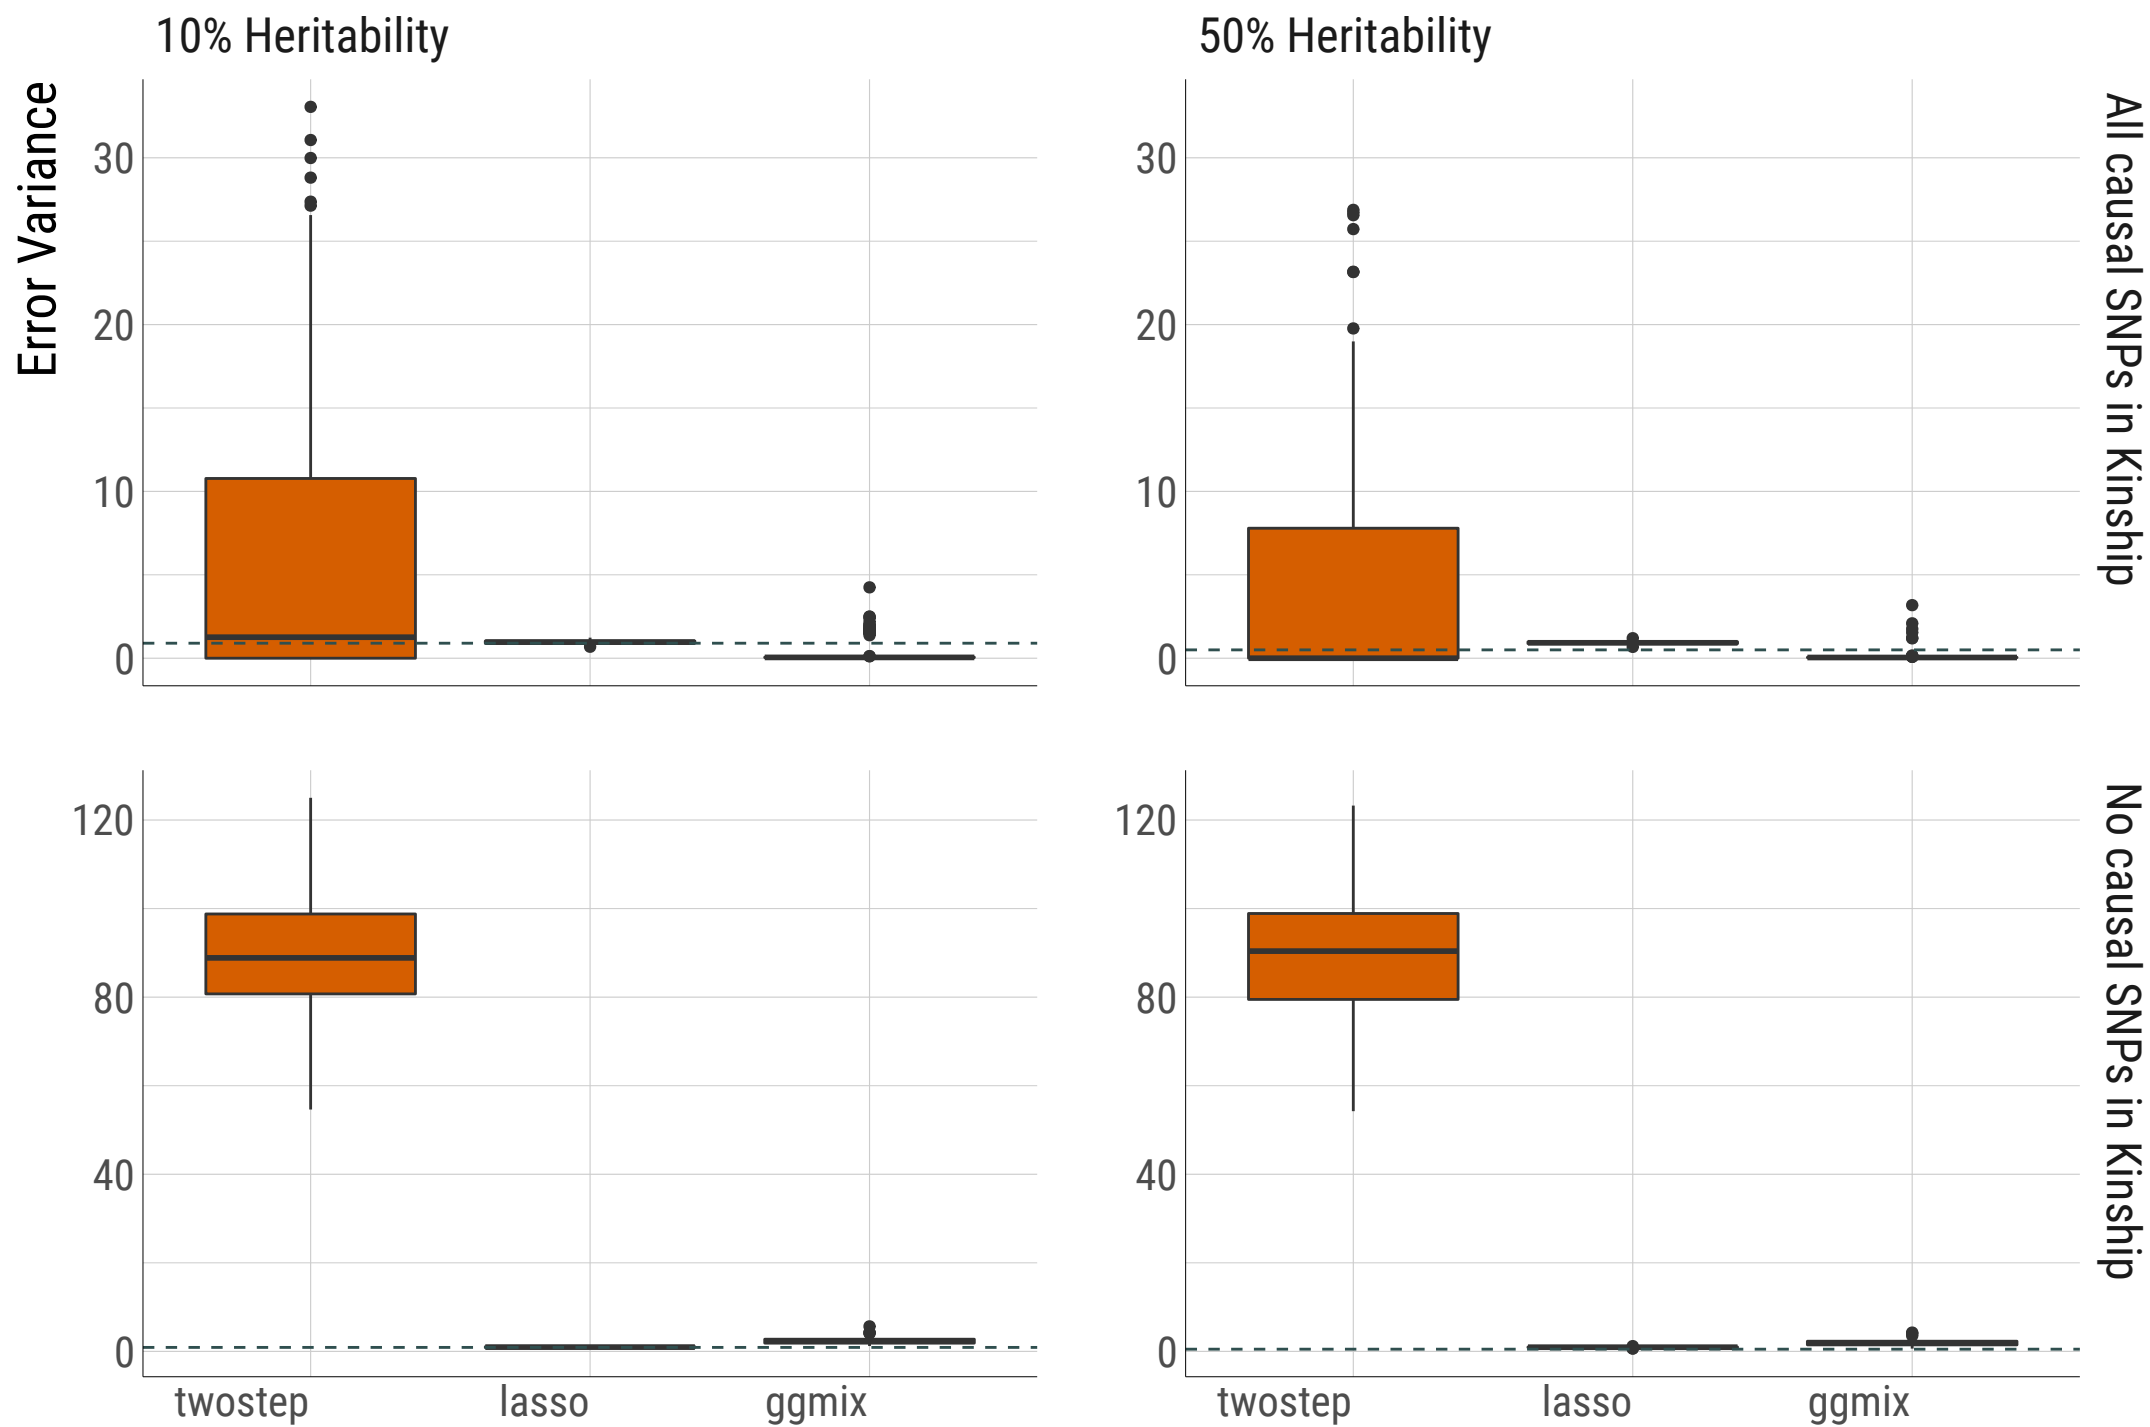 10% Heritability
50% Heritability
Error Variance
30
20
10
0
30
20
10
0
All causal SNPs in Kinship
120
80
40
0
120
80
40
0
No causal SNPs in Kinship
twostep lasso ggmix
twostep lasso ggmix